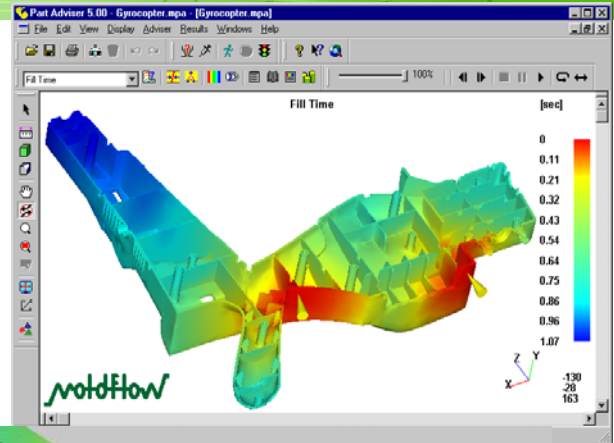 Part Adviser 5.00 - Gyrocopter.mpa - [Gyrocopter.mpa]
File Edit View Display Adviser Results Windows Help
Fill Time
100%
Fill Time
[sec]
0
0.11
0.21
0.32
0.43
0.54
0.64
0.75
0.86
0.96
1.07
Z Y
X
-130
-28
163
moldflow